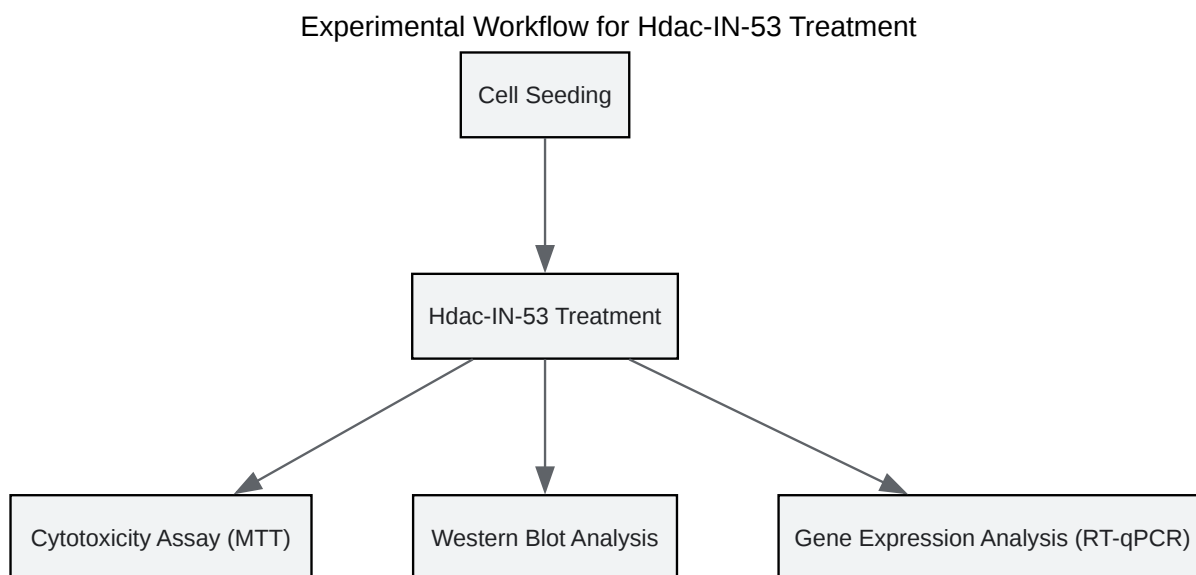 Experimental Workflow for Hdac-IN-53 Treatment
Cell Seeding
Hdac-IN-53 Treatment
Cytotoxicity Assay (MTT)
Western Blot Analysis
Gene Expression Analysis (RT-qPCR)